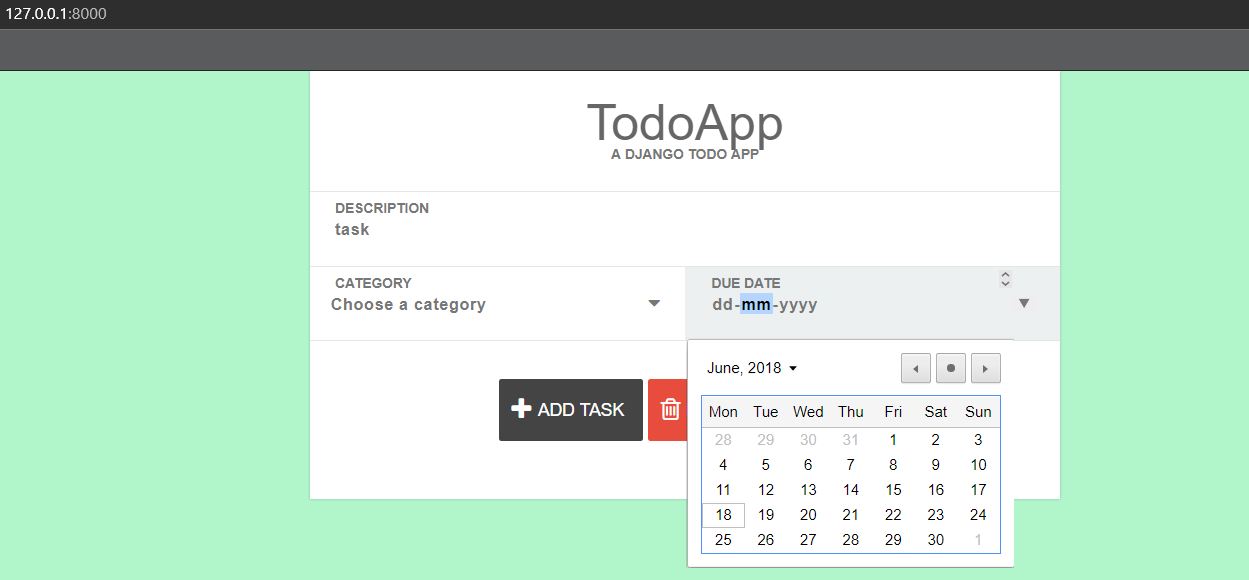 127.0.0.1:8000
TodoApp
A DJANGO TODO APP
DESCRIPTION
task
CATEGORY
Choose a category
DUE DATE
dd-mm-yyyy
ADD TASK
June, 2018
Mon Tue Wed Thu Fri Sat Sun
28 29 30 31 1 2 3
4 5 6 7 8 9 10
11 12 13 14 15 16 17
18 19 20 21 22 23 24
25 26 27 28 29 30 1